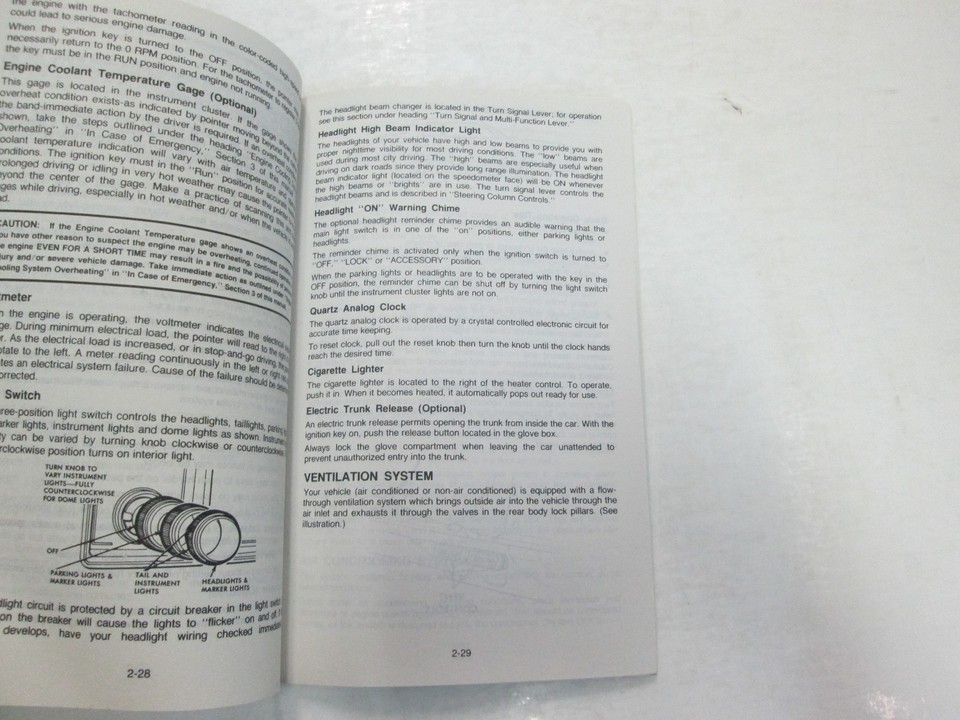 the engine with the tachometer reading in the color-coded
could lead to serious engine damage.
When the ignition key is turned to the OFF position, the
necessarily return to the 0 RPM position. For the tachometer to
the key must be in the RUN position and engine not running.
Engine Coolant Temperature Gage (Optional)
This gage is located in the instrument cluster. If the gage
overheat condition exists-as indicated by pointer moving beyond
the band-immediate action by the driver is required. If an overheat
shown, take the steps outlined under the heading "Engine
Overheating" in "In Case of Emergency," Section 3 of this
oolant temperature indication will vary with air temperature
onditions. The ignition key must in the "Run" position for
rolonged driving or idling in very hot weather may cause the pointer
eyond the center of the gage. Make a practice of scanning
ges while driving, especially in hot weather and/or when the vehicle
ad.
CAUTION: If the Engine Coolant Temperature gage shows an overheat
ou have other reason to suspect the engine may be overheating, continued
e engine EVEN FOR A SHORT TIME may result in a fire and the possibility of
jury and/or severe vehicle damage. Take immediate action as outlined under
ooling System Overheating" in "In Case of Emergency," Section 3 of this manual.
tmeter
n the engine is operating, the voltmeter indicates the electrical
ge. During minimum electrical load, the pointer will read to the
r. As the electrical load is increased, or in stop-and-go driving, the
otate to the left. A meter reading continuously in the left or right
tes an electrical system failure. Cause of the failure should be
orrected.
Switch
ree-position light switch controls the headlights, taillights, parking
arker lights, instrument lights and dome lights as shown. Instrument
ty can be varied by turning knob clockwise or counterclockwise
rclockwise position turns on interior light.
TURN KNOB TO
VARY INSTRUMENT
LIGHTS—FULLY
COUNTERCLOCKWISE
FOR DOME LIGHTS
OFF
PARKING LIGHTS &
MARKER LIGHTS
TAIL AND
INSTRUMENT
LIGHTS
HEADLIGHTS &
MARKER LIGHTS
dlight circuit is protected by a circuit breaker in the light switch
on the breaker will cause the lights to "flicker" on and off
develops, have your headlight wiring checked
2-28
The headlight beam changer is located in the Turn Signal Lever; for operation
see this section under heading "Turn Signal and Multi-Function Lever."
Headlight High Beam Indicator Light
The headlights of your vehicle have high and low beams to provide you with
proper nighttime visibility for most driving conditions. The "low" beams are
used during most city driving. The "high" beams are especially useful when
driving on dark roads since they provide long range illumination. The headlight
beam indicator light (located on the speedometer face) will be ON whenever
the high beams or "brights" are in use. The turn signal lever controls the
headlight beams and is described in "Steering Column Controls."
Headlight "ON" Warning Chime
The optional headlight reminder chime provides an audible warning that the
main light switch is in one of the "on" positions, either parking lights or
headlights.
The reminder chime is activated only when the ignition switch is turned to
"OFF," "LOCK" or "ACCESSORY" position.
When the parking lights or headlights are to be operated with the key in the
OFF position, the reminder chime can be shut off by turning the light switch
knob until the instrument cluster lights are not on.
Quartz Analog Clock
The quartz analog clock is operated by a crystal controlled electronic circuit for
accurate time keeping.
To reset clock, pull out the reset knob then turn the knob until the clock hands
reach the desired time.
Cigarette Lighter
The cigarette lighter is located to the right of the heater control. To operate,
push it in. When it becomes heated, it automatically pops out ready for use.
Electric Trunk Release (Optional)
An electric trunk release permits opening the trunk from inside the car. With the
ignition key on, push the release button located in the glove box.
Always lock the glove compartment when leaving the car unattended to
prevent unauthorized entry into the trunk.
VENTILATION SYSTEM
Your vehicle (air conditioned or non-air conditioned) is equipped with a flow-
through ventilation system which brings outside air into the vehicle through the
air inlet and exhausts it through the valves in the rear body lock pillars. (See
illustration.)
2-29